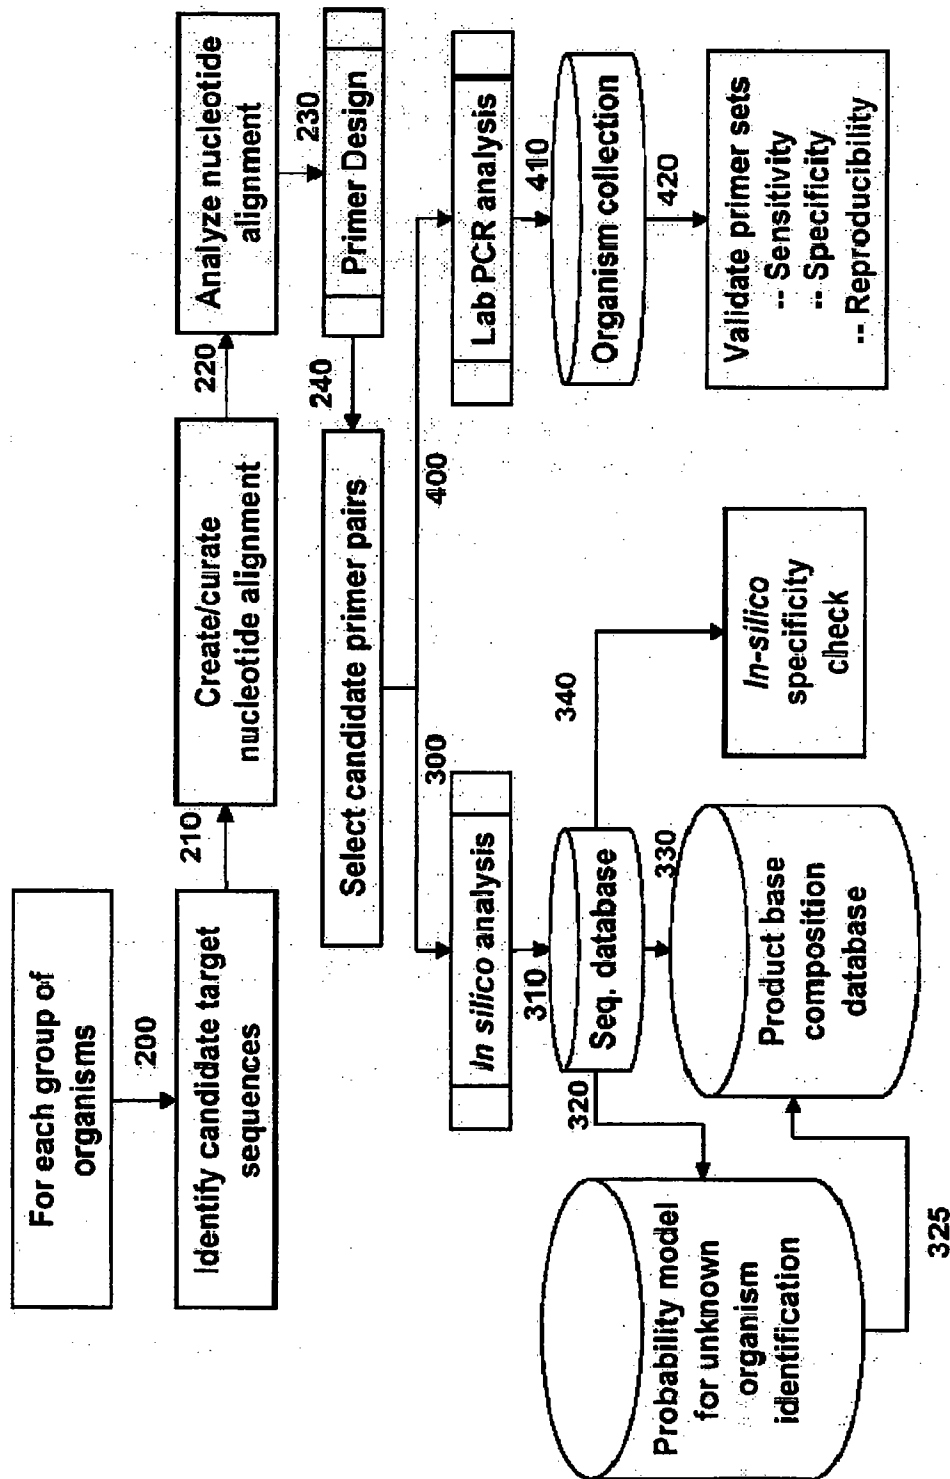 For each group of
organisms
200
Identify candidate target
sequences
210
Create/curate
nucleotide alignment
220
Analyze nucleotide
alignment
230
Primer Design
240
Select candidate primer pairs
300
400
In silico analysis
310
Seq. database
320
Probability model
for unknown
organism
identification
325
330
Product base
composition
database
340
In-silico
specificity
check
Lab PCR analysis
410
Organism collection
420
Validate primer sets
-- Sensitivity
-- Specificity
-- Reproducibility